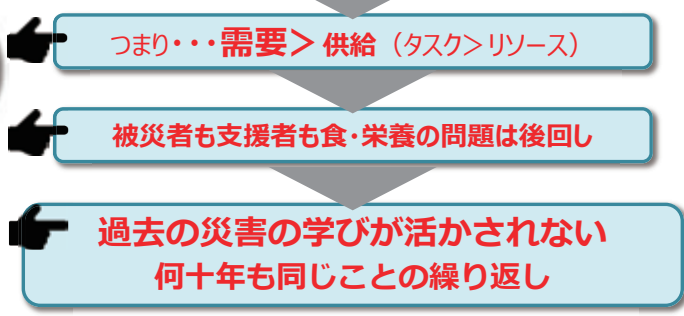 つまり・・・需要＞供給（タスク＞リソース）
被災者も支援者も食・栄養の問題は後回し
過去の災害の学びが活かされない
何十年も同じことの繰り返し